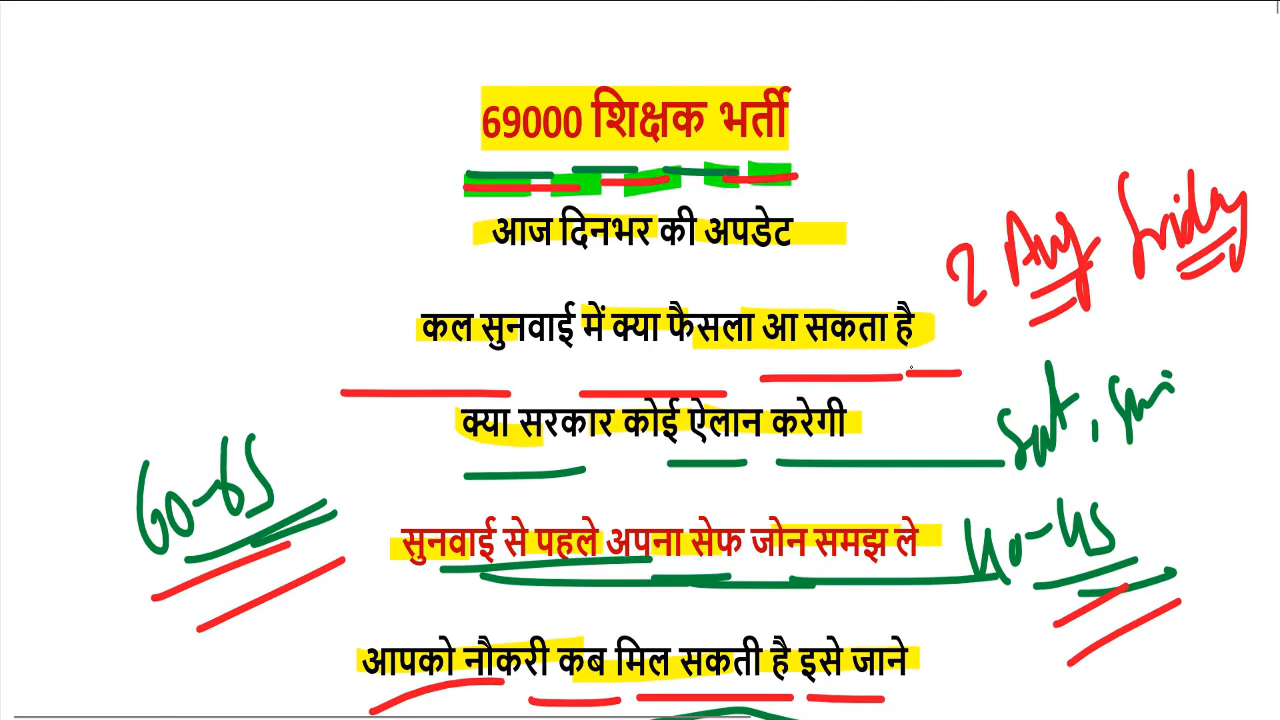 69000 शिक्षक भर्ती
आज दिनभर की अपडेट
2 Aug Friday
कल सुनवाई में क्या फैसला आ सकता है
क्या सरकार कोई ऐलान करेगी
Sat, Sun
60-65
सुनवाई से पहले अपना सेफ जोन समझ ले
40-45
आपको नौकरी कब मिल सकती है इसे जाने